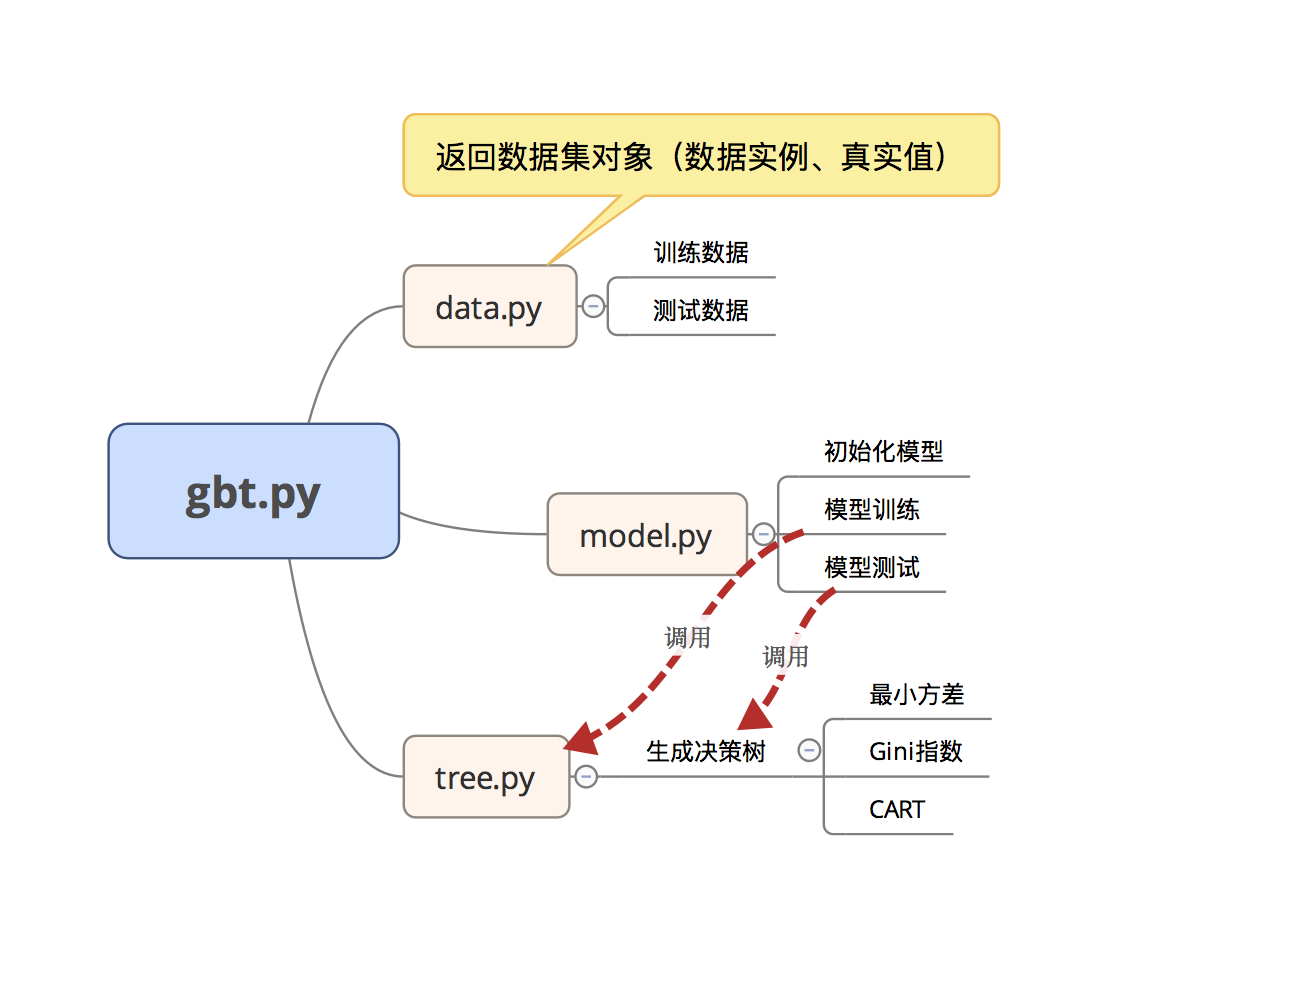 返回数据集对象（数据实例、真实值）
训练数据
data.py
测试数据
初始化模型
gbt.py
模型训练
model.py
模型测试
调用
调用
最小方差
生成决策树
Gini指数
tree.py
CART